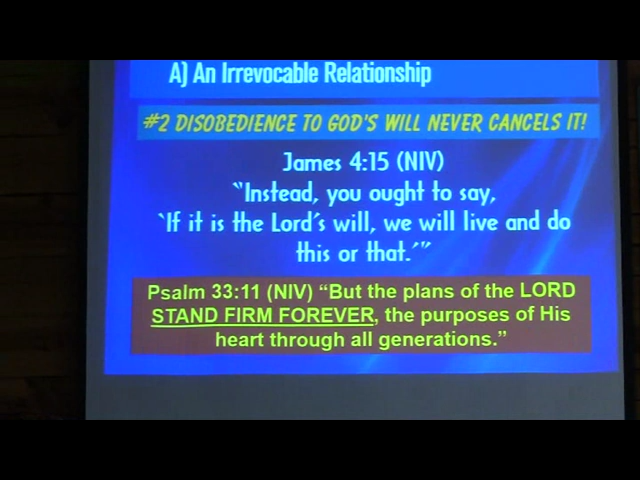 A) An Irrevocable Relationship
#2 DISOBEDIENCE TO GOD'S WILL NEVER CANCELS IT!
James 4:15 (NIV)
“Instead, you ought to say,
‘If it is the Lord’s will, we will live and do
this or that.’”
Psalm 33:11 (NIV) “But the plans of the LORD
STAND FIRM FOREVER, the purposes of His
heart through all generations.”